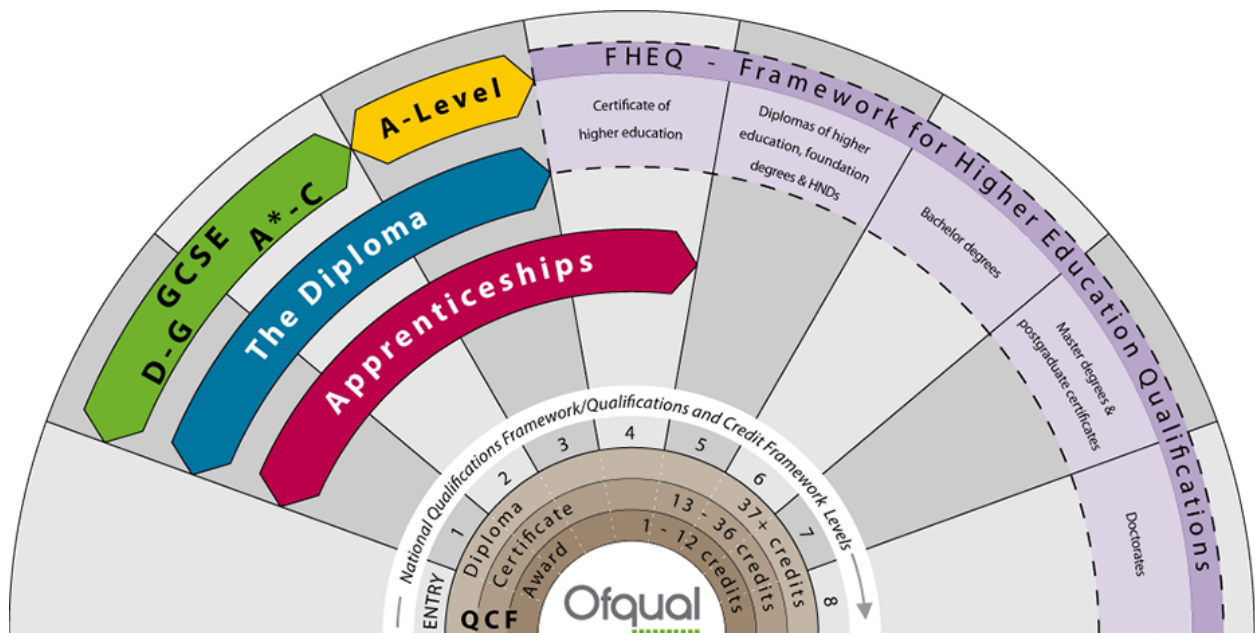 FHEQ - Framework for Higher Education Qualifications
Certificate of
higher education
Diplomas of higher
education, foundation
degrees & HNDs
Bachelor degrees
Master degrees &
postgraduate certificates
Doctorates
A-Level
GCSE
D-G A*-C
The Diploma
Apprenticeships
National Qualifications Framework/Qualifications and Credit Framework Levels
ENTRY
1
2
3
4
5
6
7
8
Diploma 37+ credits
Certificate 13 - 36 credits
Award 1 - 12 credits
QCF
Ofqual